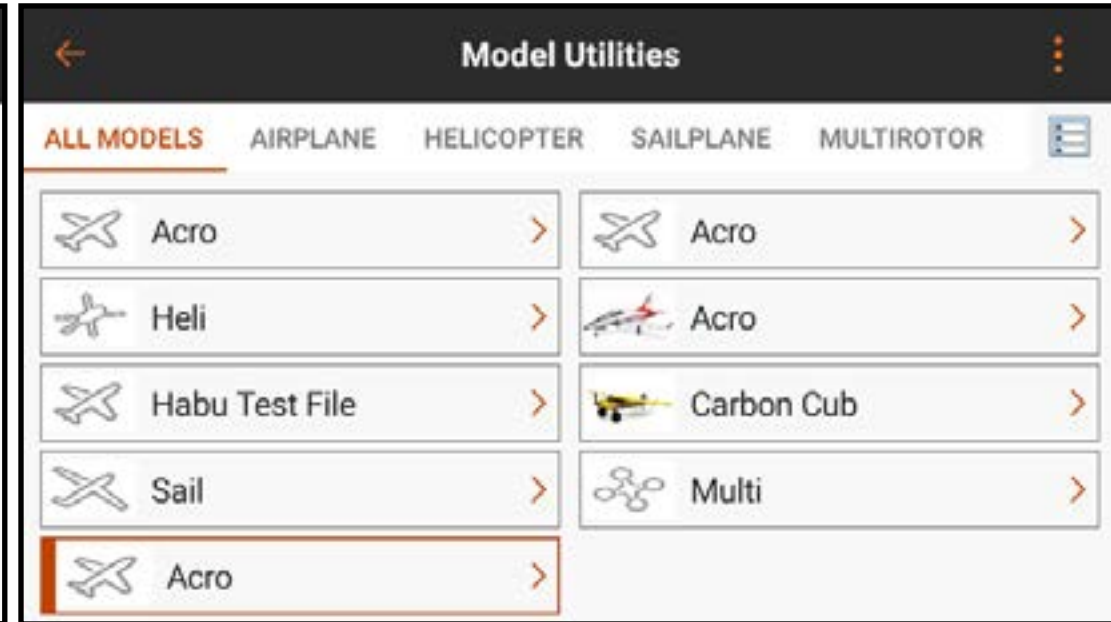 Model Utilities
ALL MODELS AIRPLANE HELICOPTER SAILPLANE MULTIROTOR
Acro Acro
Heli Acro
Habu Test File Carbon Cub
Sail Multi
Acro